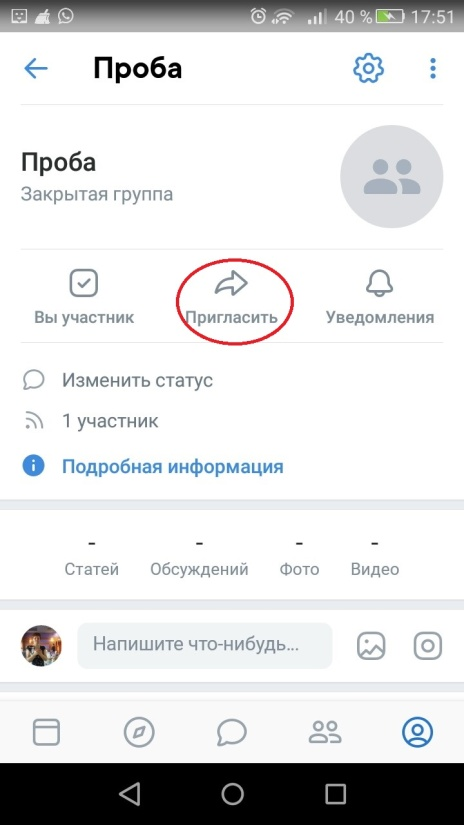 40 % 17:51
Проба
Проба
Закрытая группа
Вы участник Пригласить Уведомления
Изменить статус
1 участник
Подробная информация
- - - -
Статей Обсуждений Фото Видео
Напишите что-нибудь...